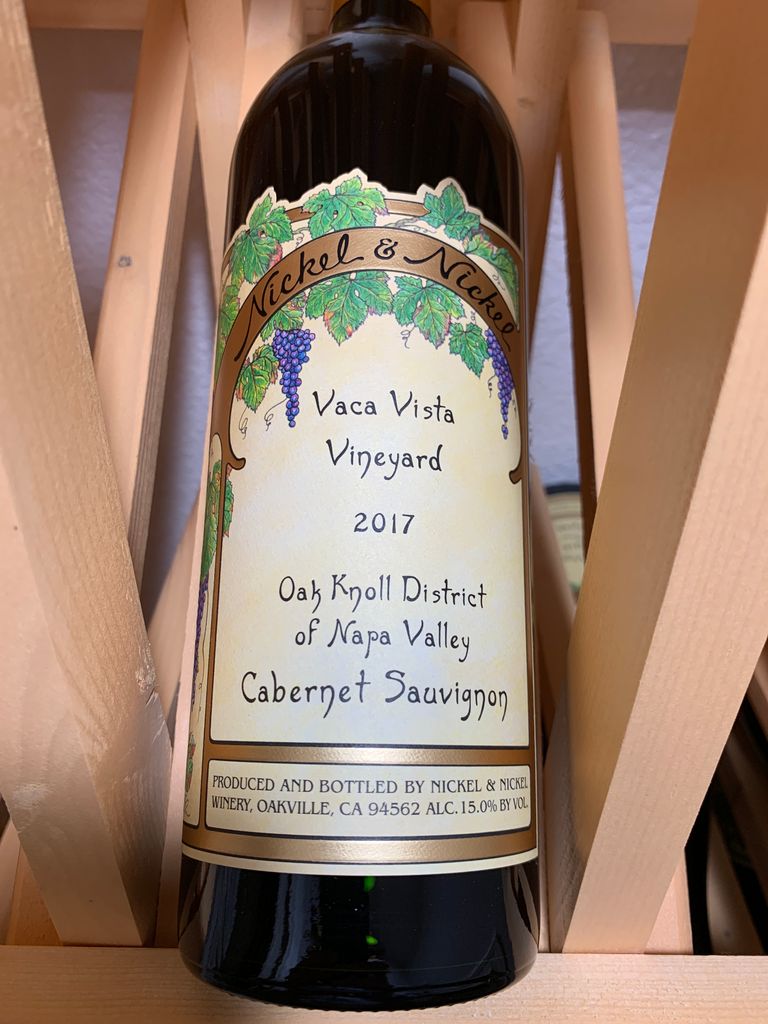 Nickel & Nickel
Vaca Vista
Vineyard
2017
Oak Knoll District
of Napa Valley
Cabernet Sauvignon
PRODUCED AND BOTTLED BY NICKEL & NICKEL
WINERY, OAKVILLE, CA 94562 ALC. 15.0% BY VOL.